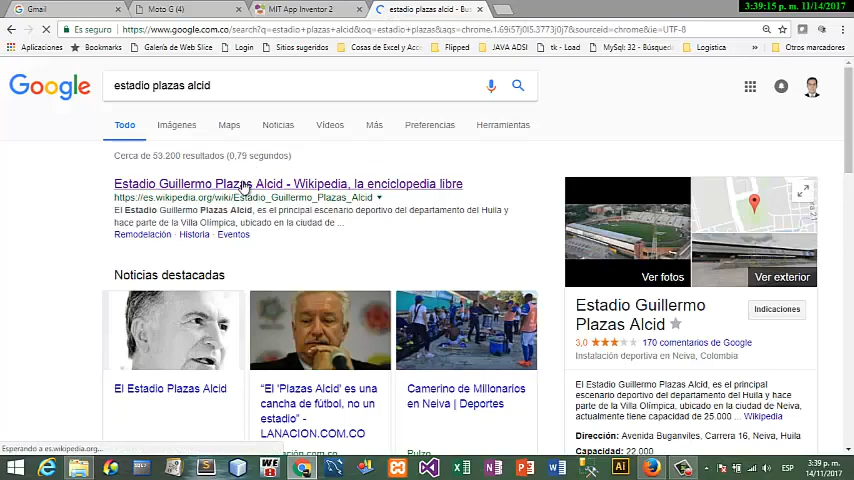 Gmail
Moto G (4)
MIT App Inventor 2
estadio plazas alcid - Bu
3:39:15 p. m. 11/14/2017
Es seguro
https://www.google.com.co/search?q=estadio+plazas+alcid&oq=estadio+plazas&aqs=chrome.1.69i57j0l5.3773j0j7&sourceid=chrome&ie=UTF-8
Aplicaciones
Bookmarks
Galería de Web Slice
Login
Sitios sugeridos
Cosas de Excel y Acces
Flipped
JAVA ADSI
tk - Load
MySql: 32 - Búsqued
Logistica
Otros marcadores
Google
estadio plazas alcid
Todo
Imágenes
Maps
Noticias
Vídeos
Más
Preferencias
Herramientas
Cerca de 53.200 resultados (0,79 segundos)
Estadio Guillermo Plazas Alcid - Wikipedia, la enciclopedia libre
https://es.wikipedia.org/wiki/Estadio_Guillermo_Plazas_Alcid
El Estadio Guillermo Plazas Alcid, es el principal escenario deportivo del departamento del Huila y
hace parte de la Villa Olímpica, ubicado en la ciudad de ...
Remodelación · Historia · Eventos
Noticias destacadas
El Estadio Plazas Alcid
“El 'Plazas Alcid' es una
cancha de fútbol, no un
estadio” -
LANACION.COM.CO
Camerino de Millonarios
en Neiva | Deportes
Pulzo
Ver fotos
Ver exterior
Estadio Guillermo
Plazas Alcid
Indicaciones
3,0
170 comentarios de Google
Instalación deportiva en Neiva, Colombia
El Estadio Guillermo Plazas Alcid, es el principal
escenario deportivo del departamento del Huila y hace
parte de la Villa Olímpica, ubicado en la ciudad de Neiva,
actualmente tiene capacidad de 25.000 ... Wikipedia
Dirección: Avenida Buganviles, Carrera 16, Neiva, Huila
Capacidad: 22.000
Esperando a es.wikipedia.org...
WE
Ai
ESP
3:39 p. m.
14/11/2017